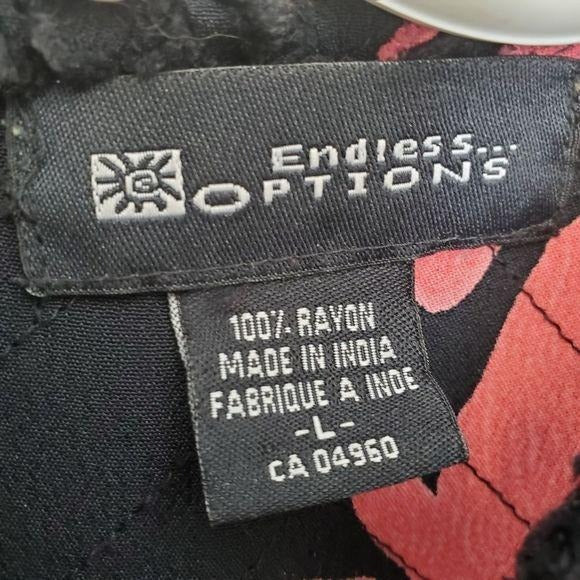 Endless...
OPTIONS
100% RAYON
MADE IN INDIA
FABRIQUE A INDE
-L-
CA 04960